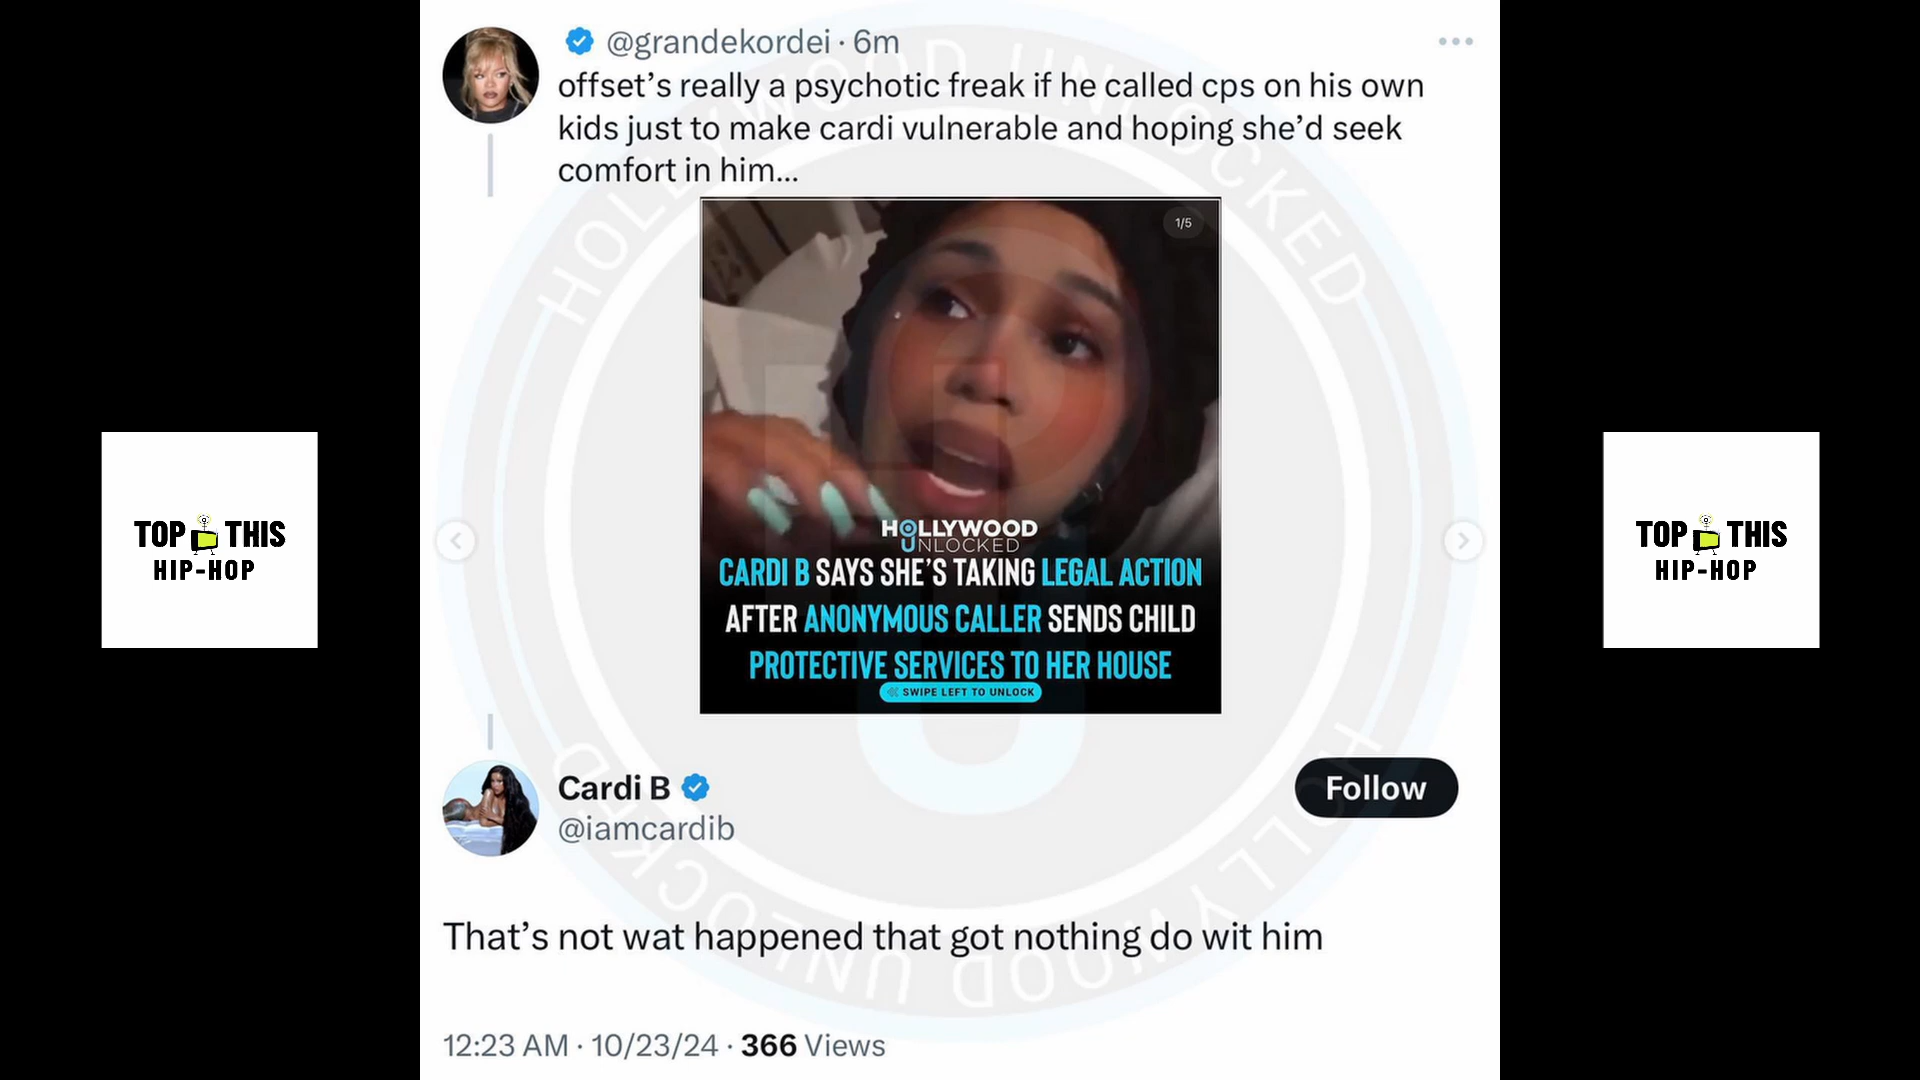 @grandekordei · 6m
offset’s really a psychotic freak if he called cps on his own
kids just to make cardi vulnerable and hoping she’d seek
comfort in him...
1/5
HOLLYWOOD
UNLOCKED
CARDI B SAYS SHE’S TAKING LEGAL ACTION
AFTER ANONYMOUS CALLER SENDS CHILD
PROTECTIVE SERVICES TO HER HOUSE
SWIPE LEFT TO UNLOCK
Cardi B
@iamcardib
Follow
That’s not wat happened that got nothing do wit him
12:23 AM · 10/23/24 · 366 Views
HOLLYWOOD UNLOCKED
HOLLYWOOD UNLOCKED
TOP THIS
HIP-HOP
TOP THIS
HIP-HOP